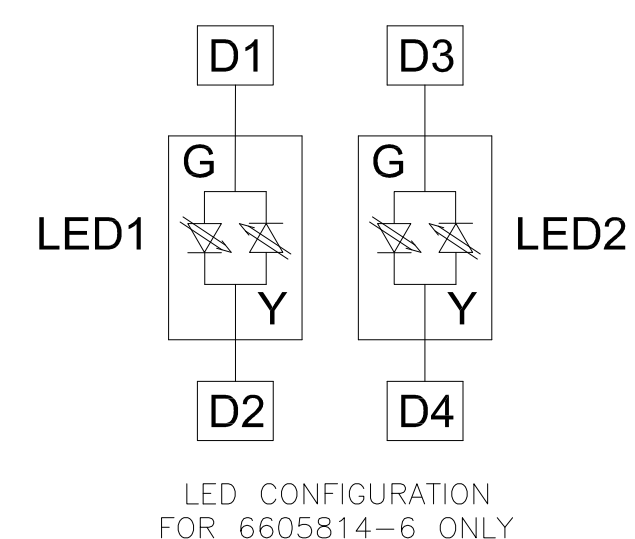 D1 D3
G G
LED1 LED2
Y Y
D2 D4
LED CONFIGURATION
FOR 6605814-6 ONLY